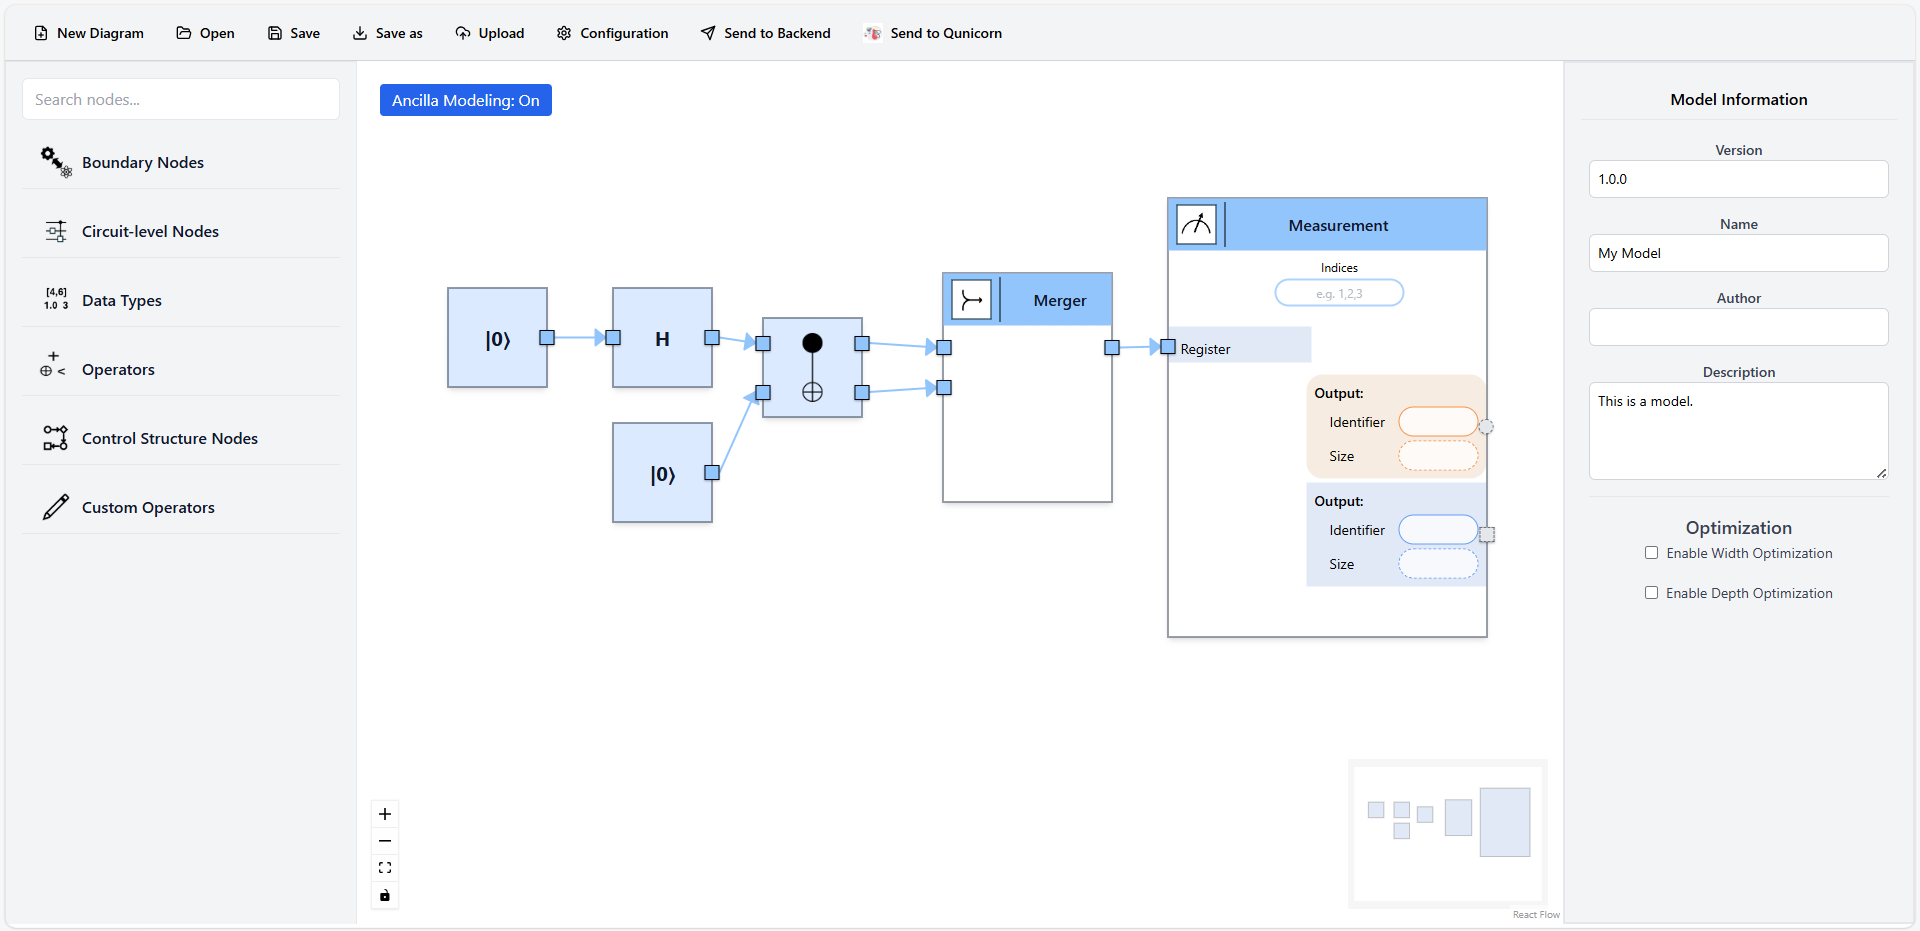 New Diagram
Open
Save
Save as
Upload
Configuration
Send to Backend
Send to Qunicorn
Search nodes...
Boundary Nodes
Circuit-level Nodes
[4,6]
1.0 3
Data Types
Operators
Control Structure Nodes
Custom Operators
Ancilla Modeling: On
|0⟩
H
|0⟩
Merger
Measurement
Indices
e.g. 1,2,3
Register
Output:
Identifier
Size
Output:
Identifier
Size
React Flow
Model Information
Version
1.0.0
Name
My Model
Author
Description
This is a model.
Optimization
Enable Width Optimization
Enable Depth Optimization